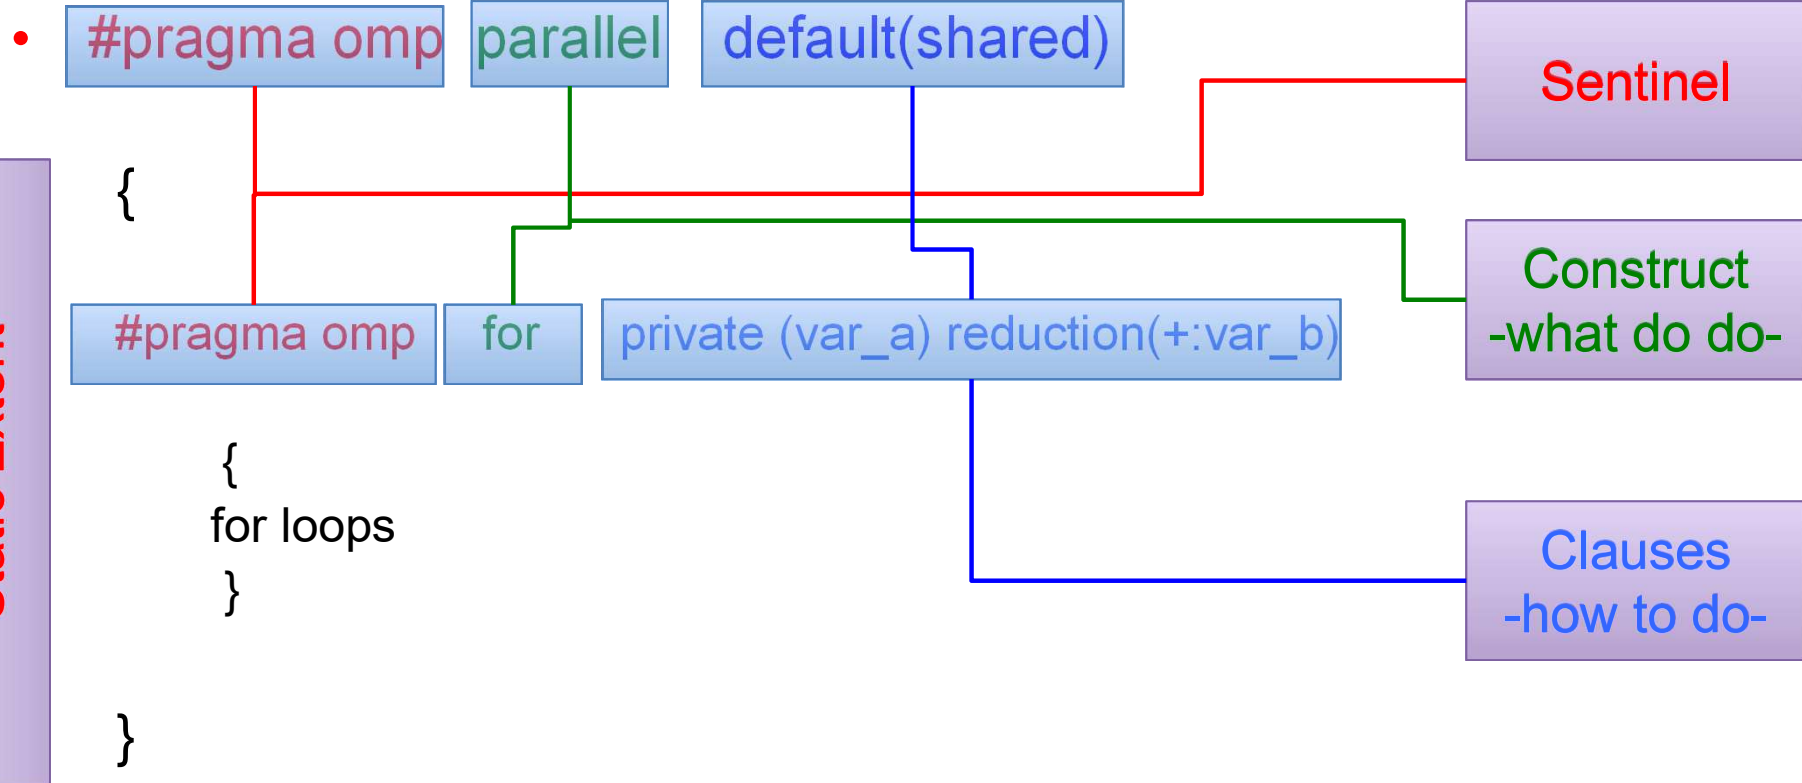 • #pragma omp parallel default(shared)
Sentinel
{
Construct
-what do do-
#pragma omp for private (var_a) reduction(+:var_b)
{
for loops
}
Clauses
-how to do-
}